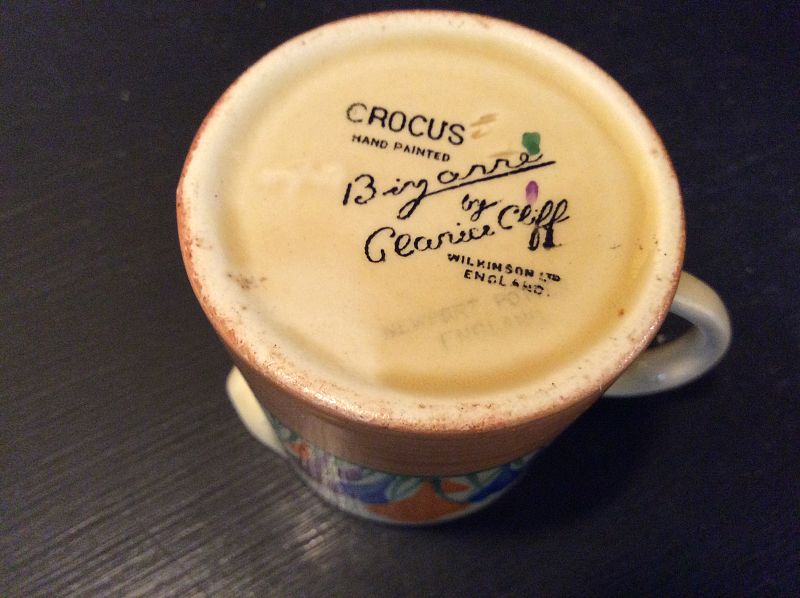 CROCUS
HAND PAINTED
Bizarre
by
Clarice Cliff
WILKINSON LTD
ENGLAND.
NEWPORT POTTERY
ENGLAND